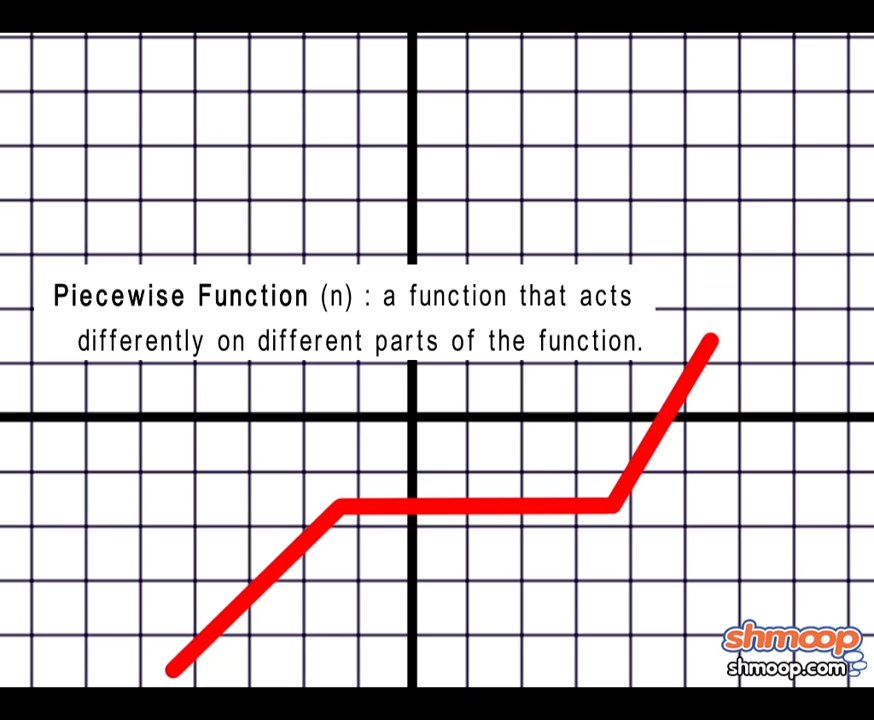 Piecewise Function (n) : a function that acts
differently on different parts of the function.
shmoop
shmoop.com